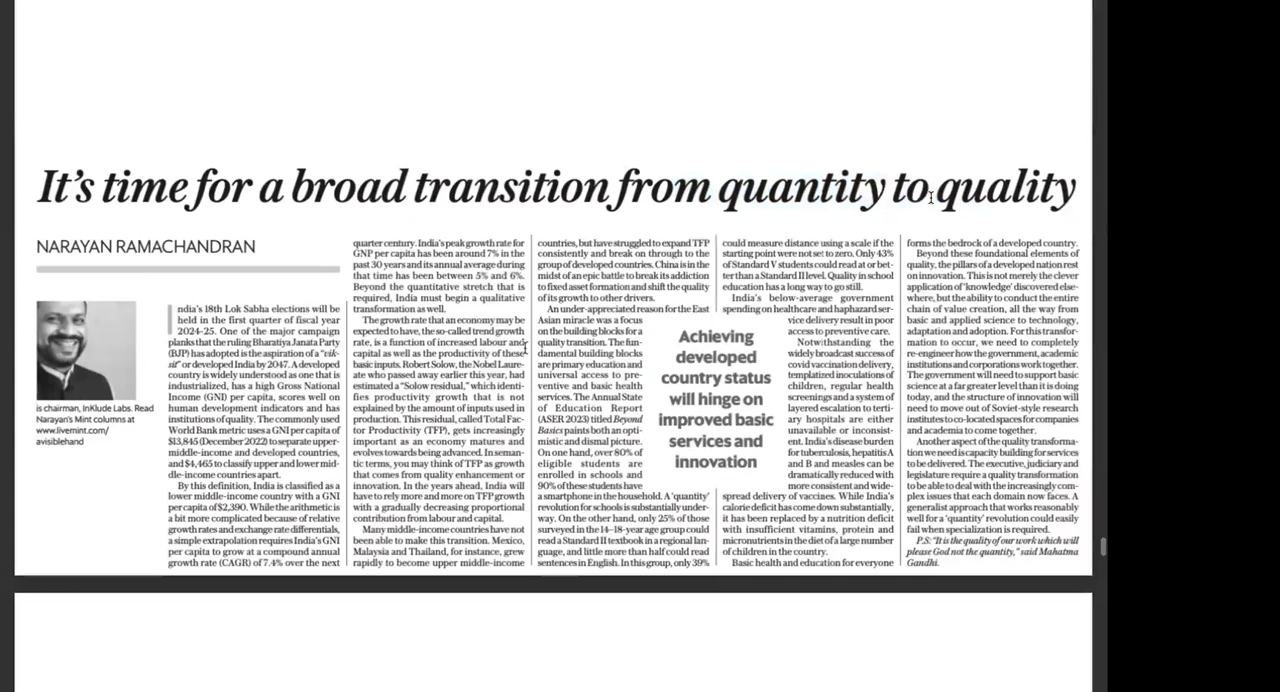 It's time for a broad transition from quantity to quality
NARAYAN RAMACHANDRAN
is chairman, InKlude Labs. Read
Narayan's Mint columns at
www.livemint.com/
avisiblehand
India's 18th Lok Sabha elections will be
held in the first quarter of fiscal year
2024-25. One of the major campaign
planks that the ruling Bharatiya Janata Party
(BJP) has adopted is the aspiration of a “vik-
sit” or developed India by 2047. A developed
country is widely understood as one that is
industrialized, has a high Gross National
Income (GNI) per capita, scores well on
human development indicators and has
institutions of quality. The commonly used
World Bank metric uses a GNI per capita of
$13,845 (December 2022) to separate upper-
middle-income and developed countries,
and $4,465 to classify upper and lower mid-
dle-income countries apart.
By this definition, India is classified as a
lower middle-income country with a GNI
per capita of $2,390. While the arithmetic is
a bit more complicated because of relative
growth rates and exchange rate differentials,
a simple extrapolation requires India's GNI
per capita to grow at a compound annual
growth rate (CAGR) of 7.4% over the next
quarter century. India's peak growth rate for
GNP per capita has been around 7% in the
past 30 years and its annual average during
that time has been between 5% and 6%.
Beyond the quantitative stretch that is
required, India must begin a qualitative
transformation as well.
The growth rate that an economy may be
expected to have, the so-called trend growth
rate, is a function of increased labour and
capital as well as the productivity of these
basic inputs. Robert Solow, the Nobel Laure-
ate who passed away earlier this year, had
estimated a “Solow residual,” which identi-
fies productivity growth that is not
explained by the amount of inputs used in
production. This residual, called Total Fac-
tor Productivity (TFP), gets increasingly
important as an economy matures and
evolves towards being advanced. In seman-
tic terms, you may think of TFP as growth
that comes from quality enhancement or
innovation. In the years ahead, India will
have to rely more and more on TFP growth
with a gradually decreasing proportional
contribution from labour and capital.
Many middle-income countries have not
been able to make this transition. Mexico,
Malaysia and Thailand, for instance, grew
rapidly to become upper middle-income
countries, but have struggled to expand TFP
consistently and break on through to the
group of developed countries. China is in the
midst of an epic battle to break its addiction
to fixed asset formation and shift the quality
of its growth to other drivers.
An under-appreciated reason for the East
Asian miracle was a focus
on the building blocks for a
quality transition. The fun-
damental building blocks
are primary education and
universal access to pre-
ventive and basic health
services. The Annual State
of Education Report
(ASER 2023) titled Beyond
Basics paints both an opti-
mistic and dismal picture.
On one hand, over 80% of
eligible students are
enrolled in schools and
90% of these students have
a smartphone in the household. A ‘quantity’
revolution for schools is substantially under-
way. On the other hand, only 25% of those
surveyed in the 14–18-year age group could
read a Standard II textbook in a regional lan-
guage, and little more than half could read
sentences in English. In this group, only 39%
Achieving
developed
country status
will hinge on
improved basic
services and
innovation
could measure distance using a scale if the
starting point were not set to zero. Only 43%
of Standard V students could read at or bet-
ter than a Standard II level. Quality in school
education has a long way to go still.
India's below-average government
spending on healthcare and haphazard ser-
vice delivery result in poor
access to preventive care.
Notwithstanding the
widely broadcast success of
covid vaccination delivery,
templatized inoculations of
children, regular health
screenings and a system of
layered escalation to terti-
ary hospitals are either
unavailable or inconsist-
ent. India's disease burden
for tuberculosis, hepatitis A
and B and measles can be
dramatically reduced with
more consistent and wide-
spread delivery of vaccines. While India's
calorie deficit has come down substantially,
it has been replaced by a nutrition deficit
with insufficient vitamins, protein and
micronutrients in the diet of a large number
of children in the country.
Basic health and education for everyone
forms the bedrock of a developed country.
Beyond these foundational elements of
quality, the pillars of a developed nation rest
on innovation. This is not merely the clever
application of ‘knowledge’ discovered else-
where, but the ability to conduct the entire
chain of value creation, all the way from
basic and applied science to technology,
adaptation and adoption. For this transfor-
mation to occur, we need to completely
re-engineer how the government, academic
institutions and corporations work together.
The government will need to support basic
science at a far greater level than it is doing
today, and the structure of innovation will
need to move out of Soviet-style research
institutes to co-located spaces for companies
and academia to come together.
Another aspect of the quality transforma-
tion we need is capacity building for services
to be delivered. The executive, judiciary and
legislature require a quality transformation
to be able to deal with the increasingly com-
plex issues that each domain now faces. A
generalist approach that works reasonably
well for a ‘quantity’ revolution could easily
fail when specialization is required.
P.S: “It is the quality of our work which will
please God not the quantity,” said Mahatma
Gandhi.